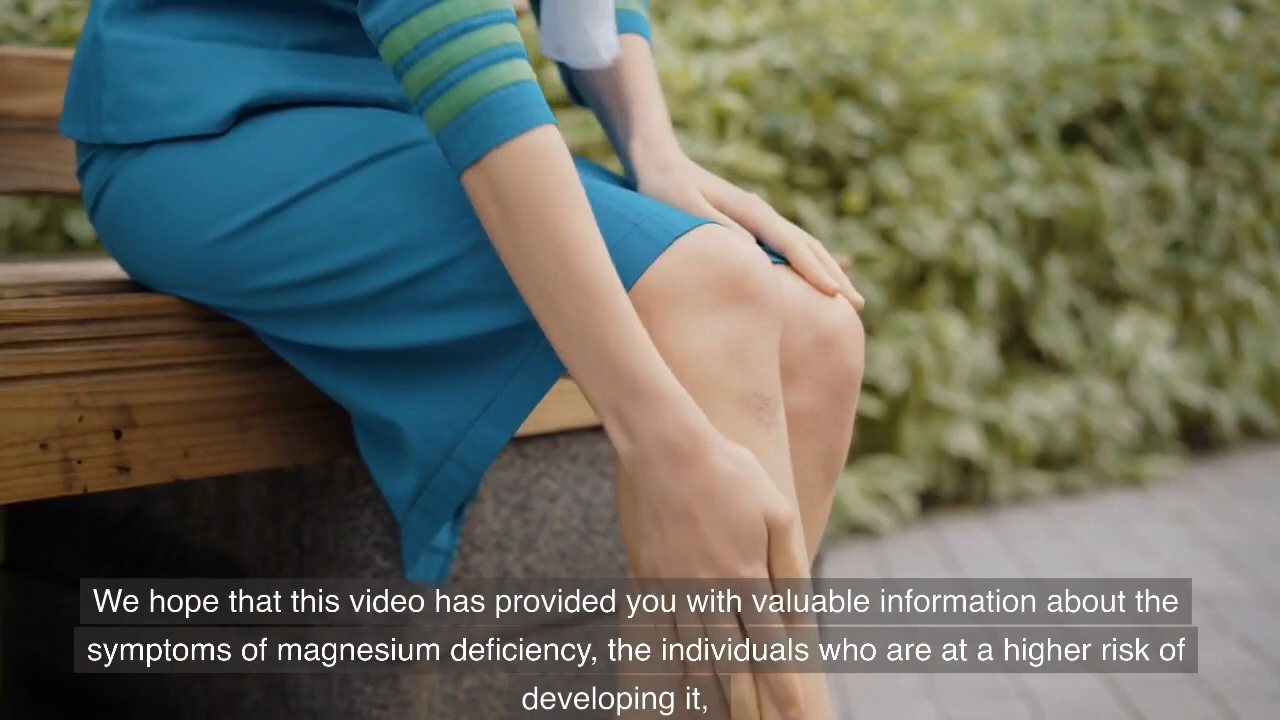 We hope that this video has provided you with valuable information about the
symptoms of magnesium deficiency, the individuals who are at a higher risk of
developing it,